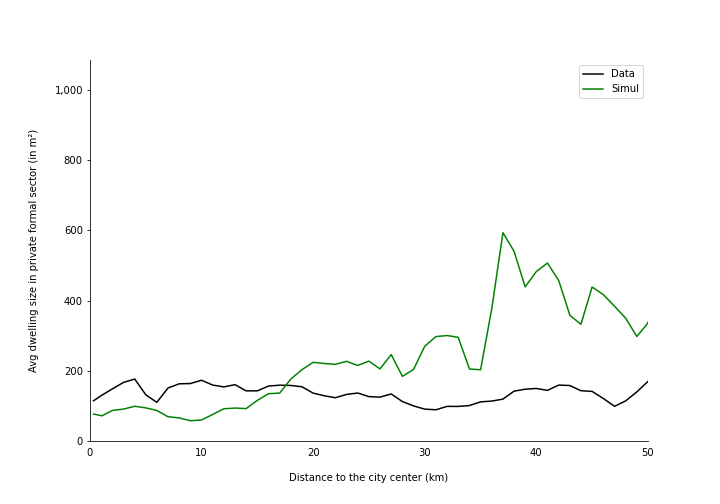 Data
Simul
1,000
800
600
400
200
0
0 10 20 30 40 50
Avg dwelling size in private formal sector (in m²)
Distance to the city center (km)